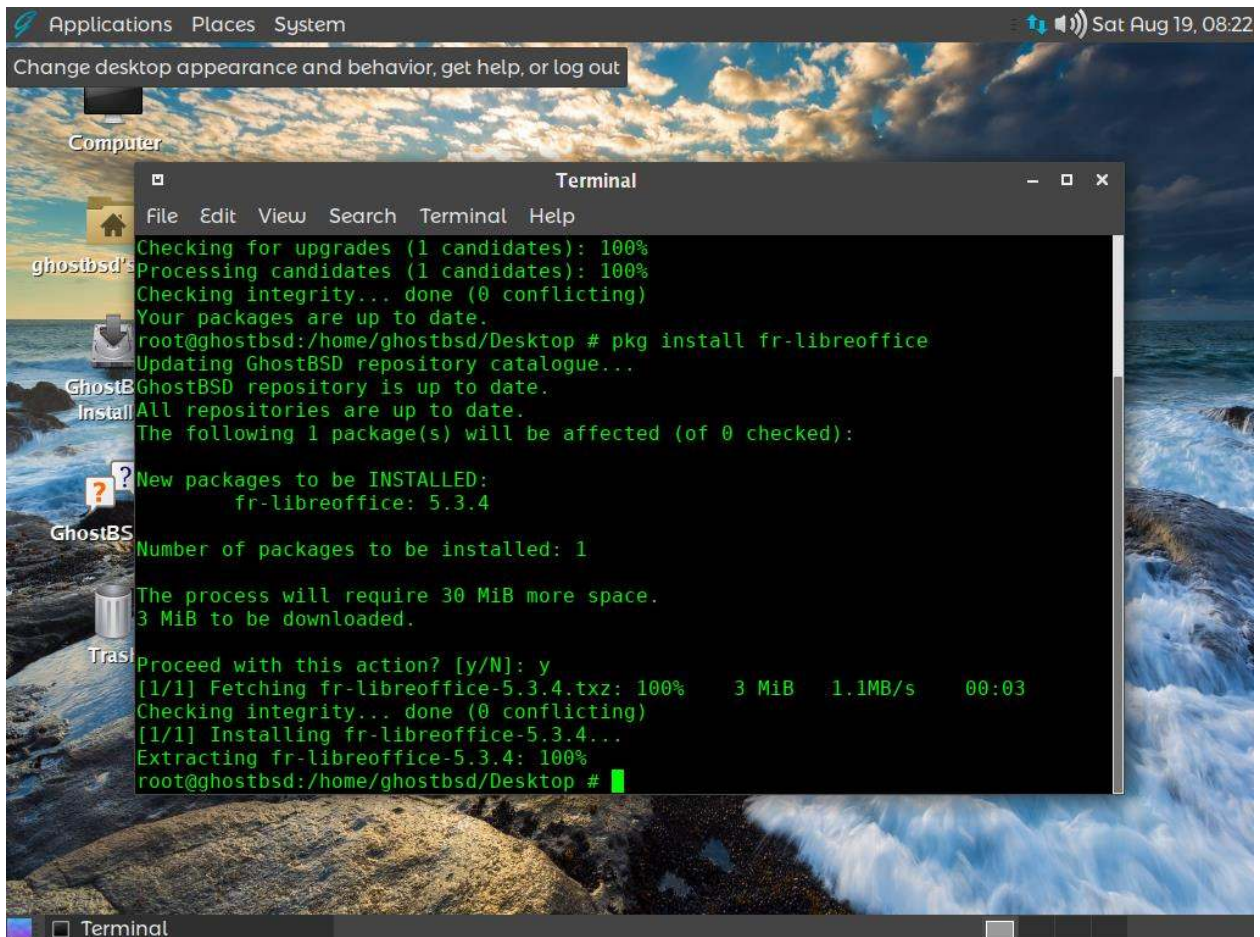 Applications Places System Sat Aug 19, 08:22
Change desktop appearance and behavior, get help, or log out
Computer
Terminal
File Edit View Search Terminal Help
Checking for upgrades (1 candidates): 100%
Processing candidates (1 candidates): 100%
ghostbsd's
Checking integrity... done (0 conflicting)
Your packages are up to date.
root@ghostbsd:/home/ghostbsd/Desktop # pkg install fr-libreoffice
Updating GhostBSD repository catalogue...
GhostB
GhostBSD repository is up to date.
Install
All repositories are up to date.
The following 1 package(s) will be affected (of 0 checked):
New packages to be INSTALLED:
fr-libreoffice: 5.3.4
GhostBS
Number of packages to be installed: 1
The process will require 30 MiB more space.
3 MiB to be downloaded.
Tras
Proceed with this action? [y/N]: y
[1/1] Fetching fr-libreoffice-5.3.4.txz: 100% 3 MiB 1.1MB/s 00:03
Checking integrity... done (0 conflicting)
[1/1] Installing fr-libreoffice-5.3.4...
Extracting fr-libreoffice-5.3.4: 100%
root@ghostbsd:/home/ghostbsd/Desktop #
Terminal